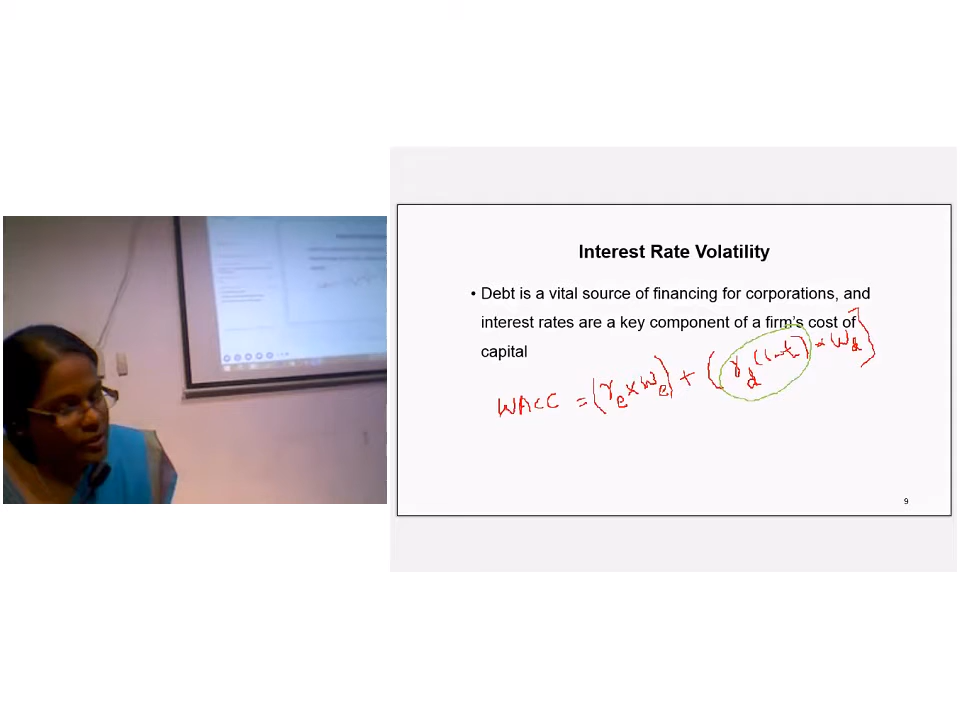 Interest Rate Volatility
• Debt is a vital source of financing for corporations, and
interest rates are a key component of a firm's cost of
capital
WACC = (re × We) + (rd (1-t) × Wd)
9